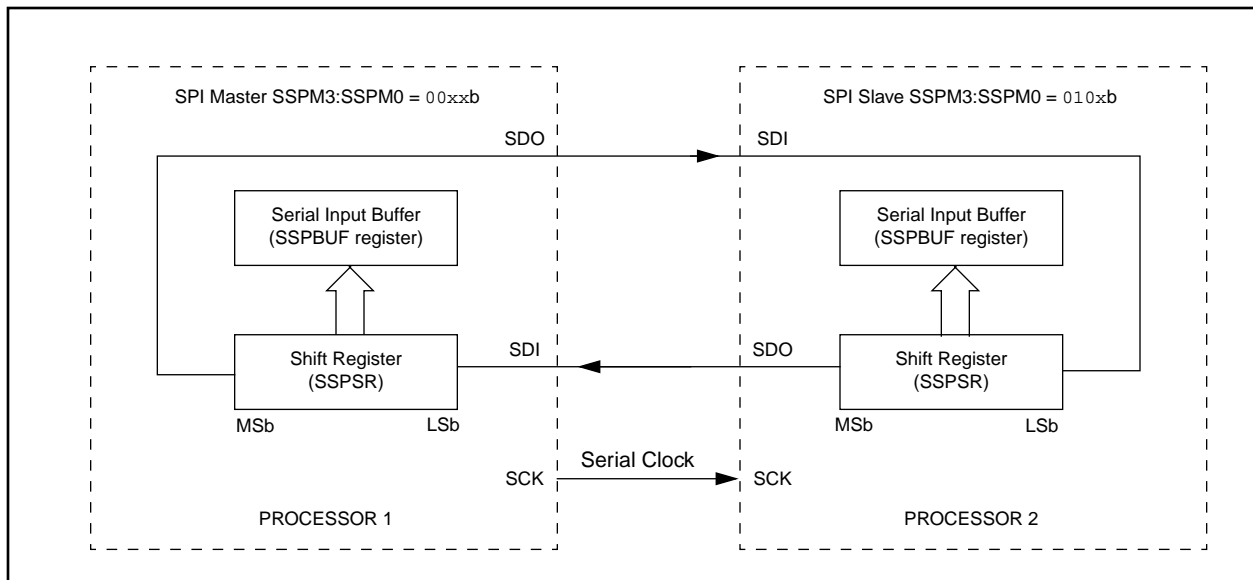 SPI Master SSPM3:SSPM0 = 00xxb
SPI Slave SSPM3:SSPM0 = 010xb
SDO
SDI
Serial Input Buffer
(SSPBUF register)
Serial Input Buffer
(SSPBUF register)
Shift Register
(SSPSR)
SDI
SDO
Shift Register
(SSPSR)
MSb
LSb
MSb
LSb
Serial Clock
SCK
SCK
PROCESSOR 1
PROCESSOR 2